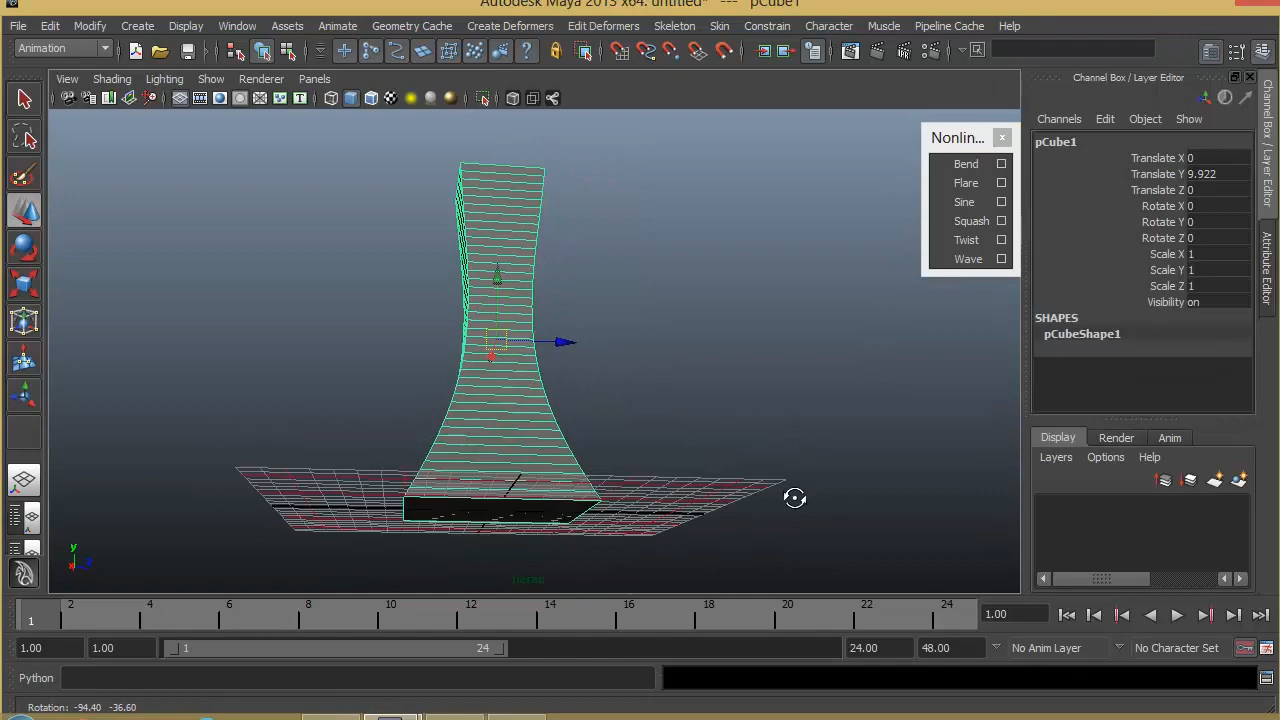 Autodesk Maya 2013 x64: untitled* --- pCube1
File Edit Modify Create Display Window Assets Animate Geometry Cache Create Deformers Edit Deformers Skeleton Skin Constrain Character Muscle Pipeline Cache Help
Animation
View Shading Lighting Show Renderer Panels
Channel Box / Layer Editor
Channels Edit Object Show
Nonlin... x
Bend
Flare
Sine
Squash
Twist
Wave
pCube1
Translate X 0
Translate Y 9.922
Translate Z 0
Rotate X 0
Rotate Y 0
Rotate Z 0
Scale X 1
Scale Y 1
Scale Z 1
Visibility on
SHAPES
pCubeShape1
Display Render Anim
Layers Options Help
Channel Box / Layer Editor
Attribute Editor
y
z
x
1 2 4 6 8 10 12 14 16 18 20 22 24 1.00
1.00 1.00 1 24 24.00 48.00 No Anim Layer No Character Set
Python
Rotation: -94.40 -36.60